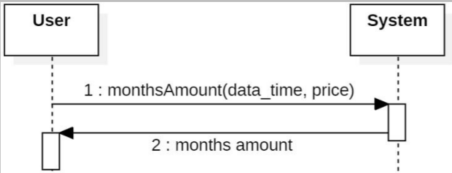 User
System
1 : monthsAmount(data_time, price)
2 : months amount